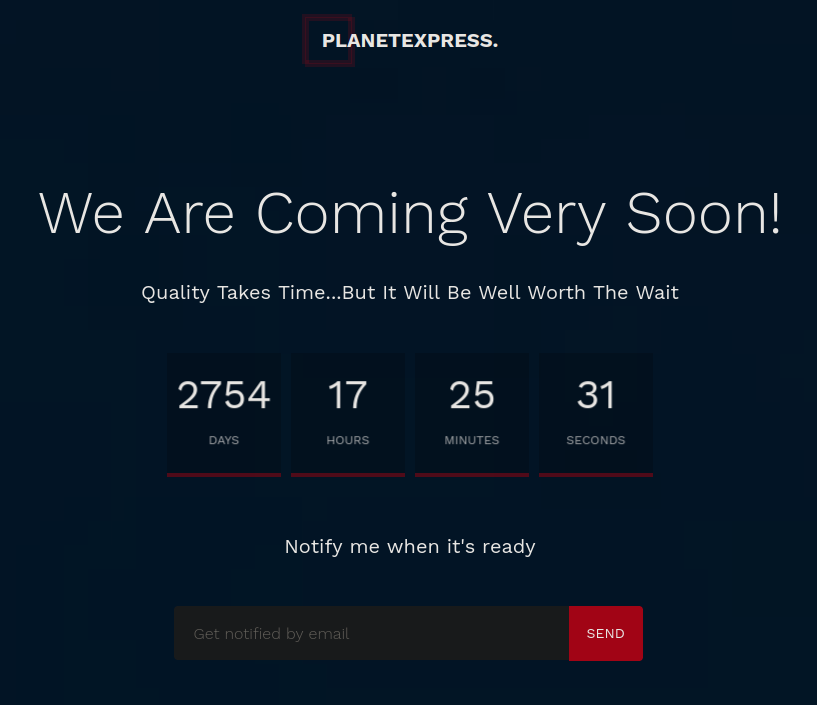 PLANETEXPRESS.
We Are Coming Very Soon!
Quality Takes Time...But It Will Be Well Worth The Wait
2754 17 25 31
DAYS HOURS MINUTES SECONDS
Notify me when it's ready
Get notified by email SEND